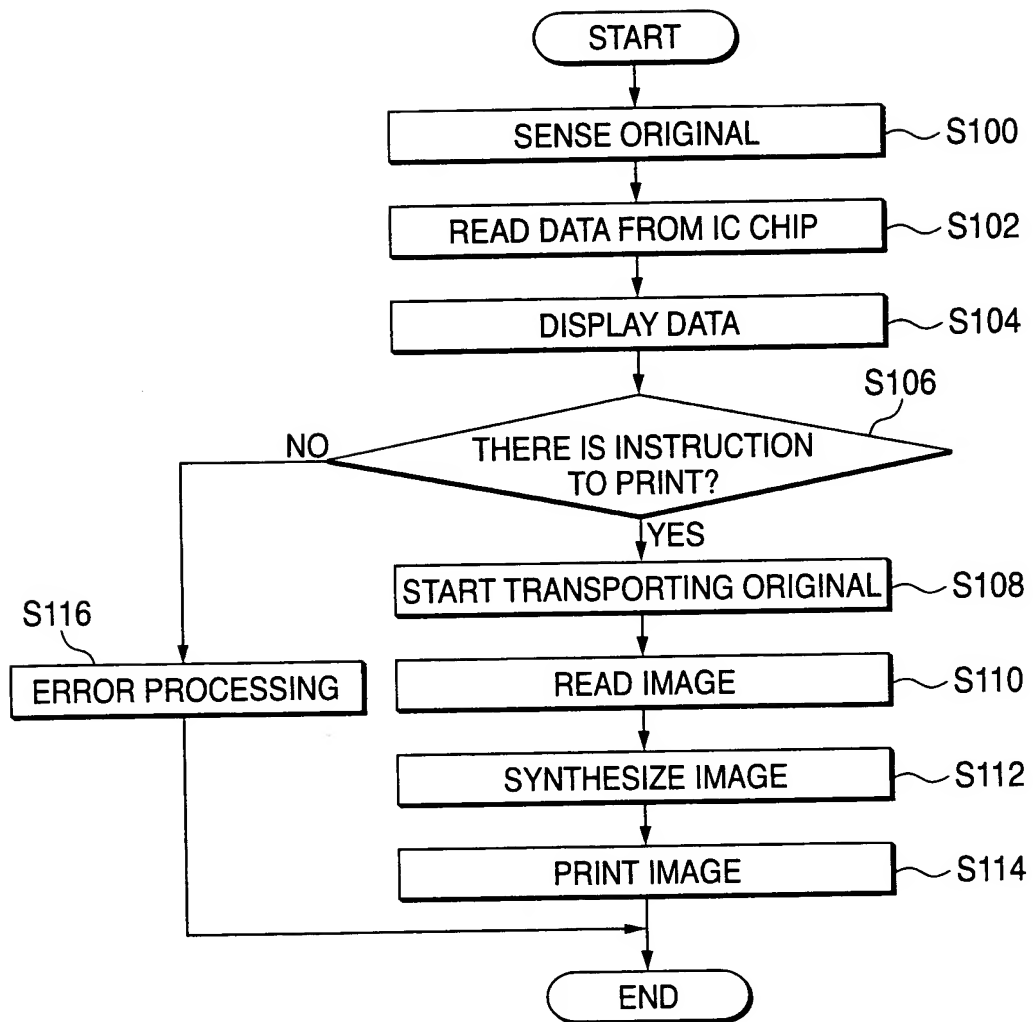 START
SENSE ORIGINAL
S100
READ DATA FROM IC CHIP
S102
DISPLAY DATA
S104
S106
THERE IS INSTRUCTION
TO PRINT?
NO
YES
START TRANSPORTING ORIGINAL
S108
S116
ERROR PROCESSING
READ IMAGE
S110
SYNTHESIZE IMAGE
S112
PRINT IMAGE
S114
END